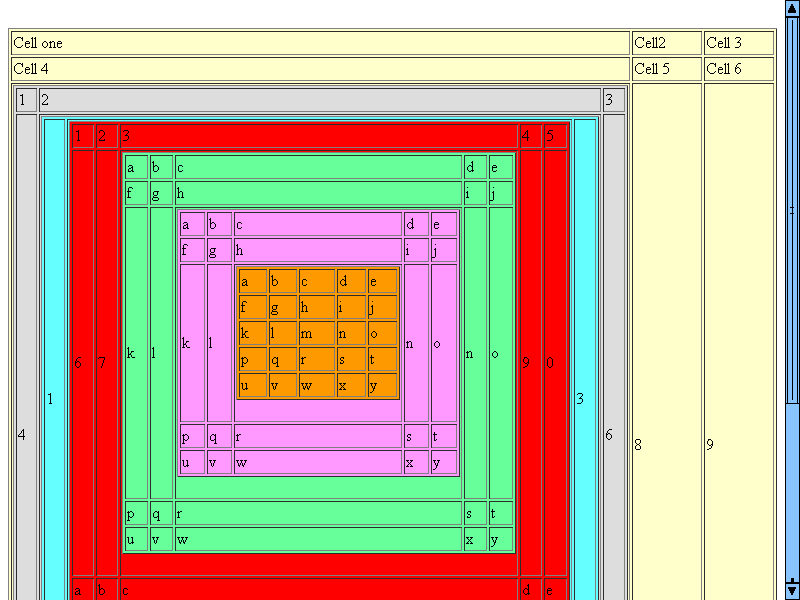 Cell one Cell2 Cell 3
Cell 4 Cell 5 Cell 6
1 2 3
1 2 3 4 5
a b c d e
f g h i j
a b c d e
f g h i j
a b c d e
f g h i j
k l m n o
4 1 6 7 k l k l n o n o 9 0 3 6 8 9
p q r s t
u v w x y
p q r s t
u v w x y
p q r s t
u v w x y
a b c d e